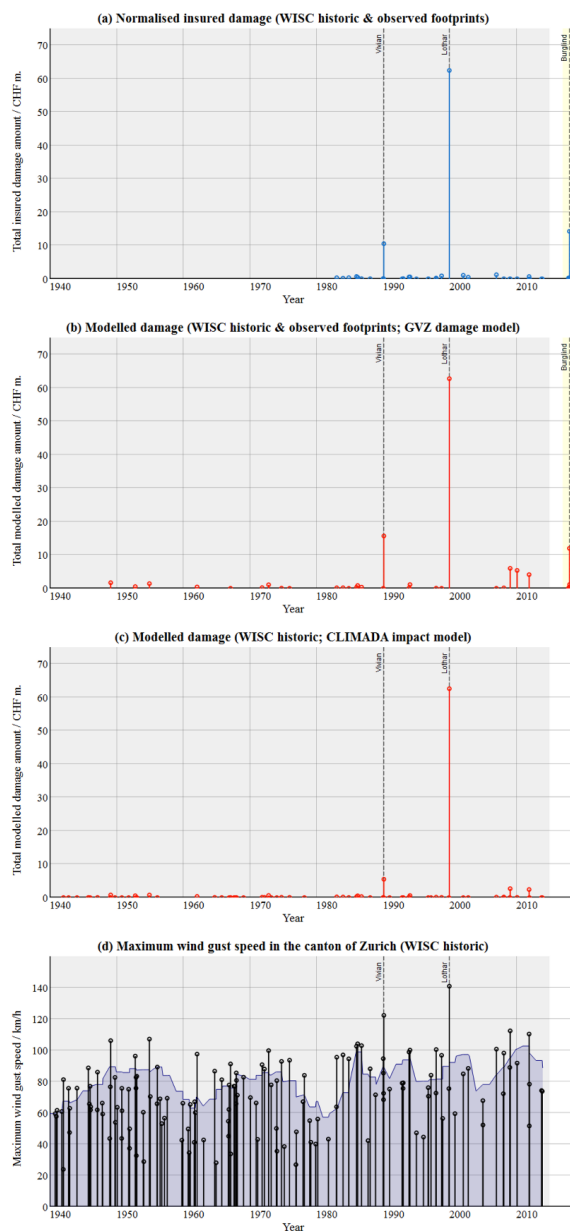 (a) Normalised insured damage (WISC historic & observed footprints)
Total insured damage amount / CHF m.
70
60
50
40
30
20
10
0
Vivian
Lothar
Burglind
1940 1950 1960 1970 1980 1990 2000 2010
Year
(b) Modelled damage (WISC historic & observed footprints; GVZ damage model)
Total modelled damage amount / CHF m.
70
60
50
40
30
20
10
0
Vivian
Lothar
Burglind
1940 1950 1960 1970 1980 1990 2000 2010
Year
(c) Modelled damage (WISC historic; CLIMADA impact model)
Total modelled damage amount / CHF m.
70
60
50
40
30
20
10
0
Vivian
Lothar
1940 1950 1960 1970 1980 1990 2000 2010
Year
(d) Maximum wind gust speed in the canton of Zurich (WISC historic)
Maximum wind gust speed / km/h
140
120
100
80
60
40
20
0
Vivian
Lothar
1940 1950 1960 1970 1980 1990 2000 2010
Year